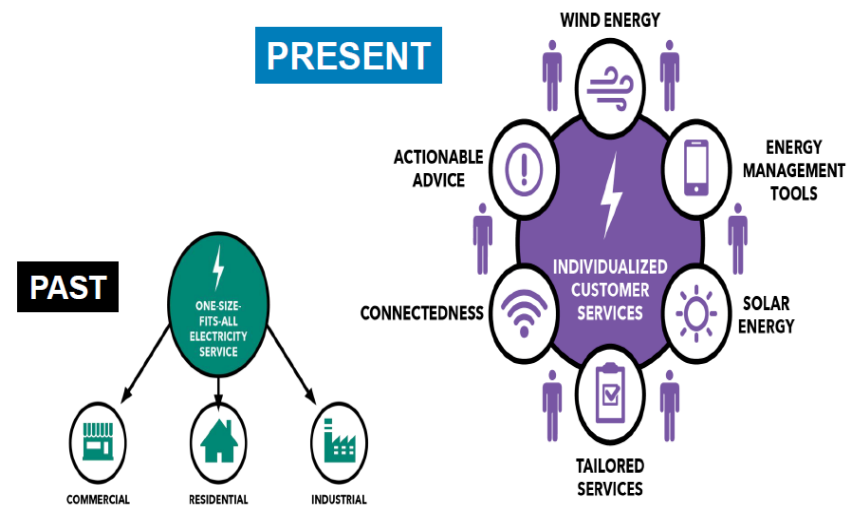 PRESENT
WIND ENERGY
ACTIONABLE
ADVICE
ENERGY
MANAGEMENT
TOOLS
INDIVIDUALIZED
CUSTOMER
SERVICES
CONNECTEDNESS
SOLAR
ENERGY
TAILORED
SERVICES
PAST
ONE-SIZE-
FITS-ALL
ELECTRICITY
SERVICE
COMMERCIAL
RESIDENTIAL
INDUSTRIAL